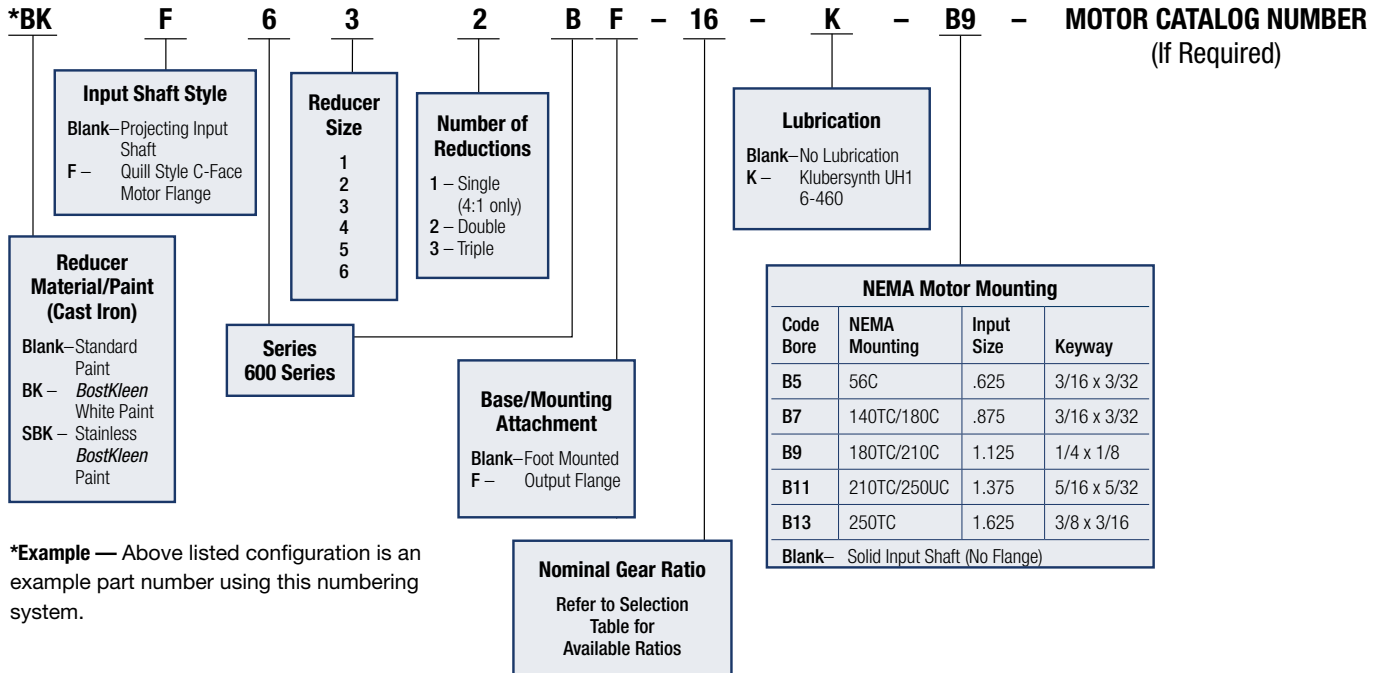 *BK F 6 3 2 B F – 16 – K – B9 – MOTOR CATALOG NUMBER
(If Required)
Input Shaft Style
Blank–Projecting Input
Shaft
F – Quill Style C-Face
Motor Flange
Reducer
Size
1
2
3
4
5
6
Number of
Reductions
1 – Single
(4:1 only)
2 – Double
3 – Triple
Lubrication
Blank–No Lubrication
K – Klubersynth UH1
6-460
Reducer
Material/Paint
(Cast Iron)
Blank–Standard
Paint
BK – BostKleen
White Paint
SBK – Stainless
BostKleen
Paint
Series
600 Series
Base/Mounting
Attachment
Blank–Foot Mounted
F – Output Flange
NEMA Motor Mounting
Code Bore NEMA Mounting Input Size Keyway
B5 56C .625 3/16 x 3/32
B7 140TC/180C .875 3/16 x 3/32
B9 180TC/210C 1.125 1/4 x 1/8
B11 210TC/250UC 1.375 5/16 x 5/32
B13 250TC 1.625 3/8 x 3/16
Blank– Solid Input Shaft (No Flange)
*Example — Above listed configuration is an
example part number using this numbering
system.
Nominal Gear Ratio
Refer to Selection
Table for
Available Ratios